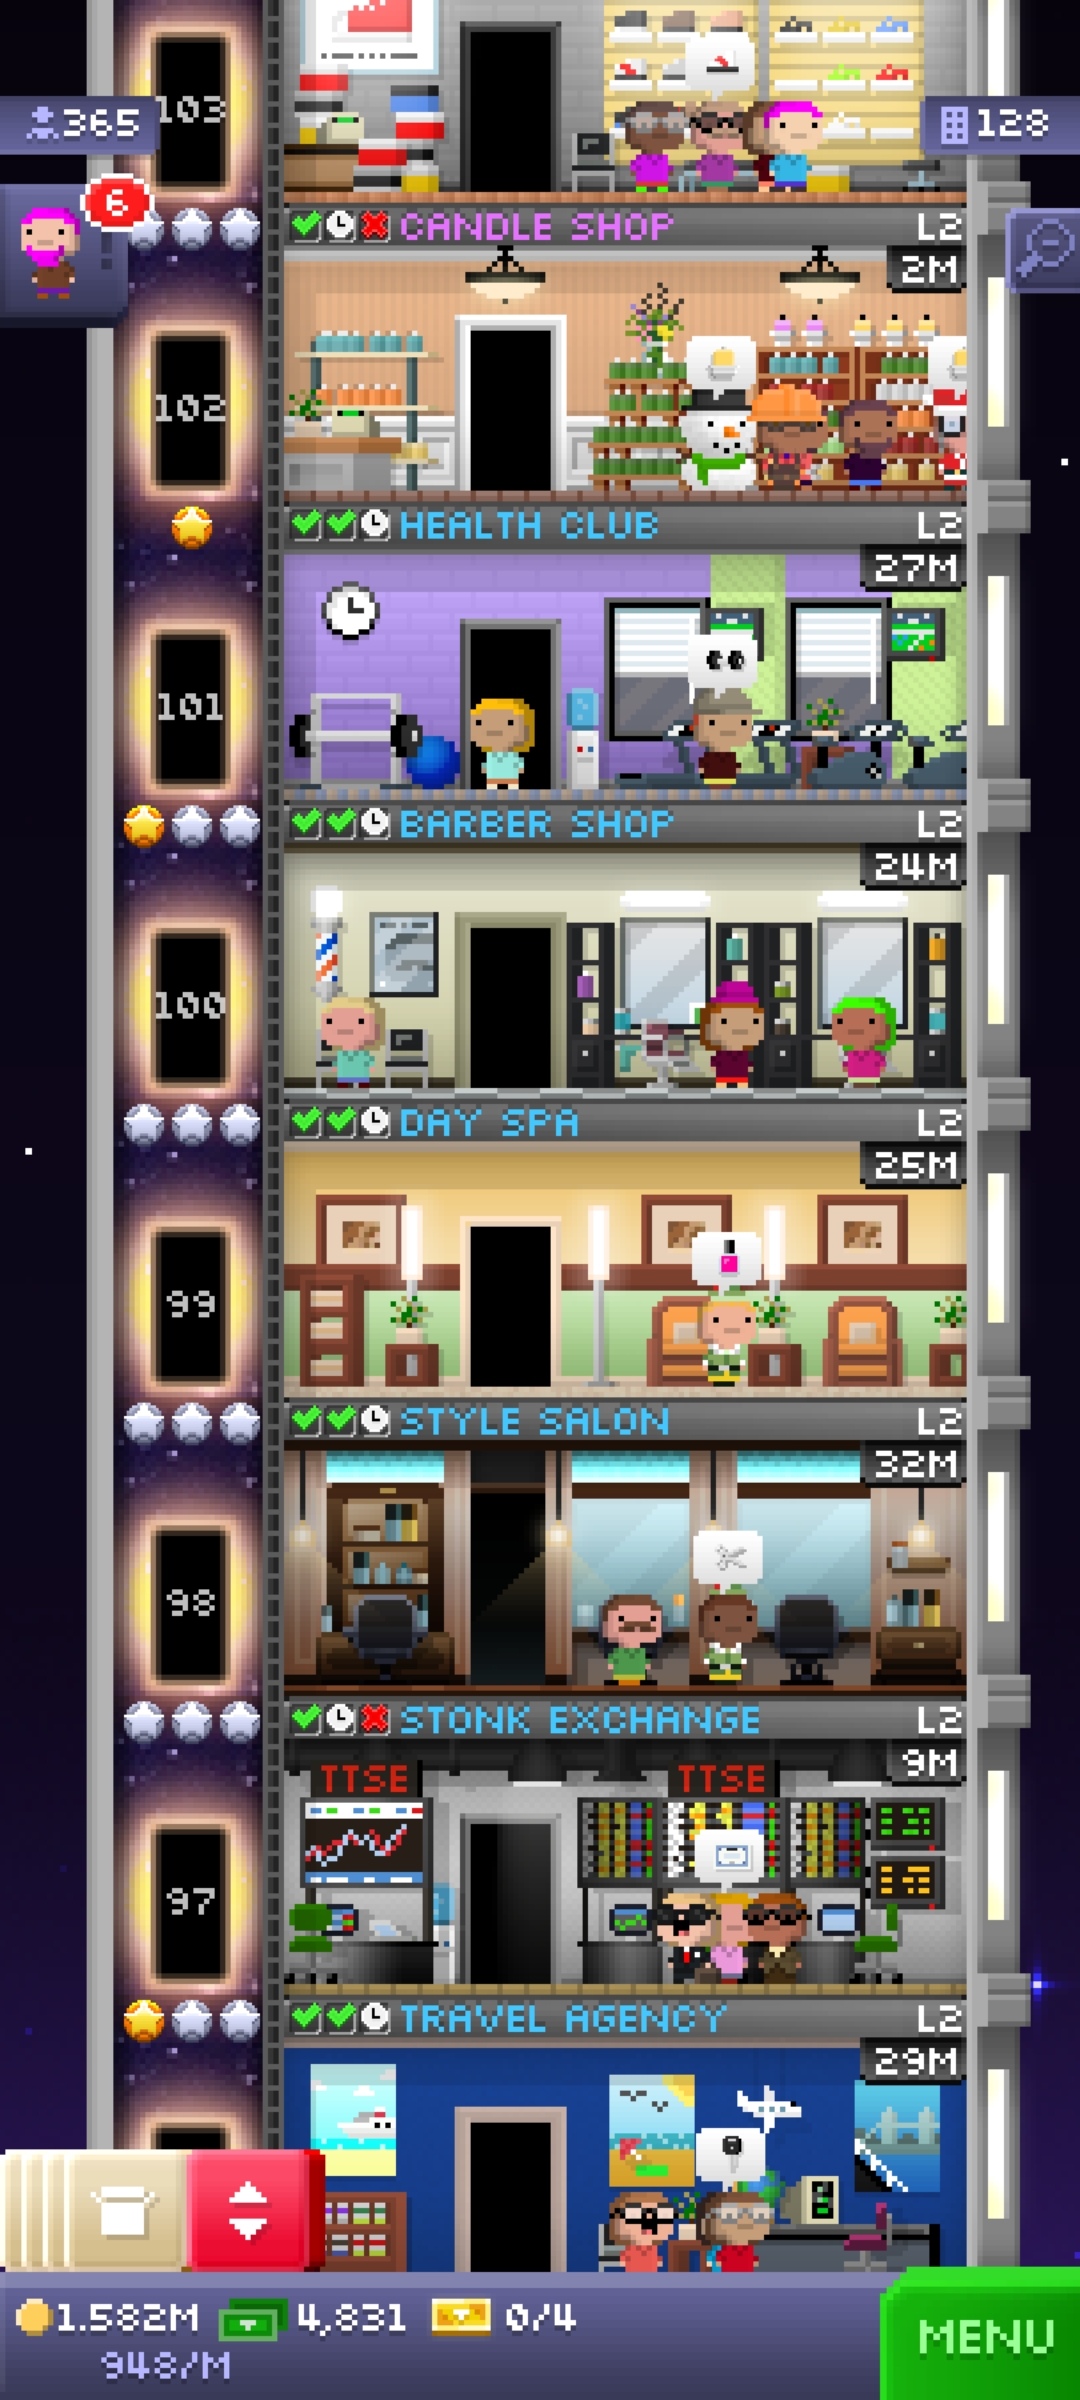 103
365
128
6
CANDLE SHOP L2
2M
102
HEALTH CLUB L2
27M
101
BARBER SHOP L2
24M
100
DAY SPA L2
25M
99
STYLE SALON L2
32M
98
STONK EXCHANGE L2
9M
TTSE TTSE
97
TRAVEL AGENCY L2
29M
1.582M 4,831 0/4
948/M
MENU